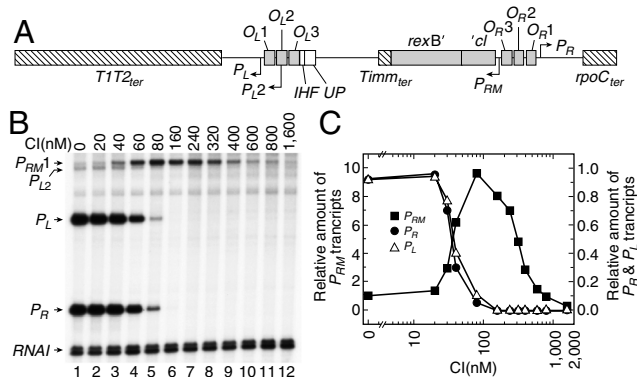 A
O_L1 O_L2 O_L3 rexB' 'cI O_R3 O_R2 O_R1 P_R
T1T2_ter P_L P_L2 IHF UP Timm_ter P_RM rpoC_ter
B
CI(nM) 0 20 40 60 80 160 240 320 400 600 800 1,600
P_RM1
P_L2
P_L
P_R
RNAI
1 2 3 4 5 6 7 8 9 10 11 12
C
Relative amount of P_RM trancripts
10
8
6
4
2
0
P_RM
P_R
P_L
1.0
0.8
0.6
0.4
0.2
0.0
Relative amount of P_R & P_L trancripts
0 10 100 1,000 2,000
CI(nM)